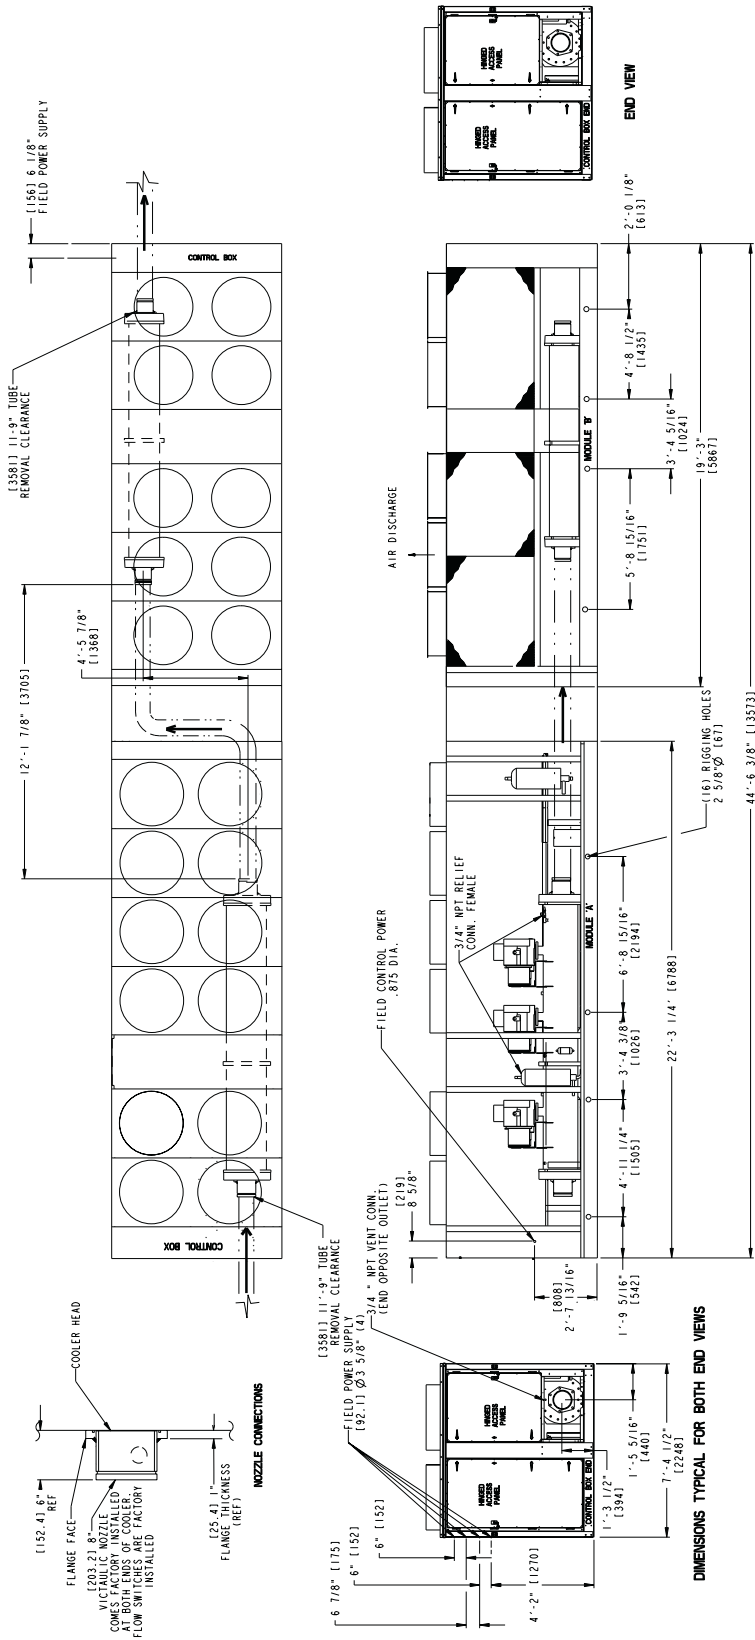 [156] 6 1/8"
FIELD POWER SUPPLY
CONTROL BOX
[3581] 11'-9" TUBE
REMOVAL CLEARANCE
12'-1 7/8" [3705]
4'-5 7/8"
[1368]
CONTROL BOX
[3581] 11'-9" TUBE
REMOVAL CLEARANCE
COOLER HEAD
[152.4] 6"
REF
FLANGE FACE
[203.2] 8"
VICTAULIC NOZZLE
COMES FACTORY INSTALLED
AT BOTH ENDS OF COOLER.
FLOW SWITCHES ARE FACTORY
INSTALLED
[25.4] 1"
FLANGE THICKNESS
(REF)
NOZZLE CONNECTIONS
HINGED
ACCESS
PANEL
HINGED
ACCESS
PANEL
CONTROL BOX END
END VIEW
AIR DISCHARGE
MODULE 'B'
2'-0 1/8"
[613]
4'-8 1/2"
[1435]
3'-4 5/16"
[1024]
5'-8 15/16"
[1751]
19'-3"
[5867]
(16) RIGGING HOLES
2 5/8"Ø [67]
44'-6 3/8" [13573]
FIELD CONTROL POWER
.875 DIA.
3/4" NPT RELIEF
CONN. FEMALE
MODULE 'A'
6'-8 15/16"
[2194]
3'-4 3/8"
[1026]
4'-11 1/4"
[1505]
22'-3 1/4' [6788]
1'-9 5/16"
[542]
[808]
2'-7 13/16"
[219]
8 5/8"
3/4 " NPT VENT CONN.
(END OPPOSITE OUTLET)
FIELD POWER SUPPLY
[92.1] Ø3 5/8" (4)
6 7/8" [175]
6" [152]
6" [152]
4'-2" [1270]
HINGED
ACCESS
PANEL
HINGED
ACCESS
PANEL
CONTROL BOX END
1'-3 1/2"
[394]
1'-5 5/16"
[440]
7'-4 1/2"
[2248]
DIMENSIONS TYPICAL FOR BOTH END VIEWS